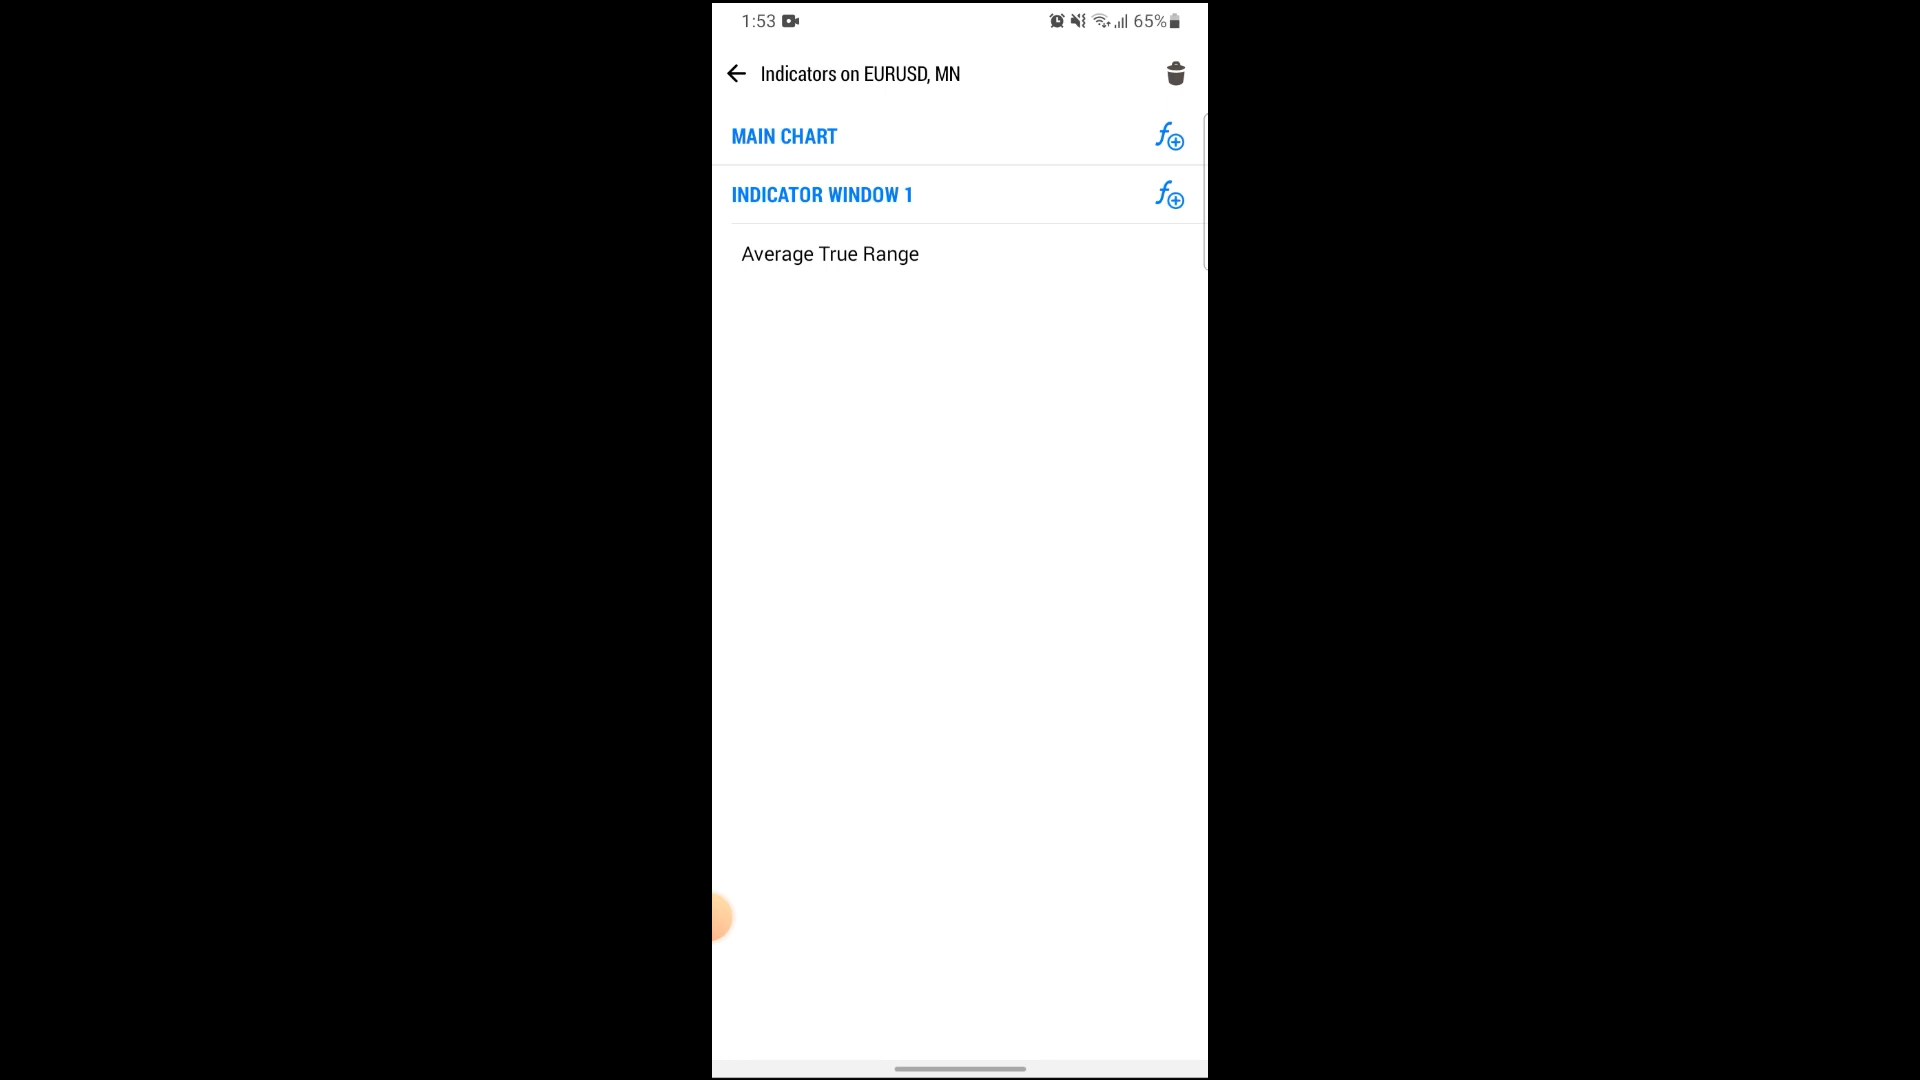 1:53 65%
Indicators on EURUSD, MN
MAIN CHART
INDICATOR WINDOW 1
Average True Range